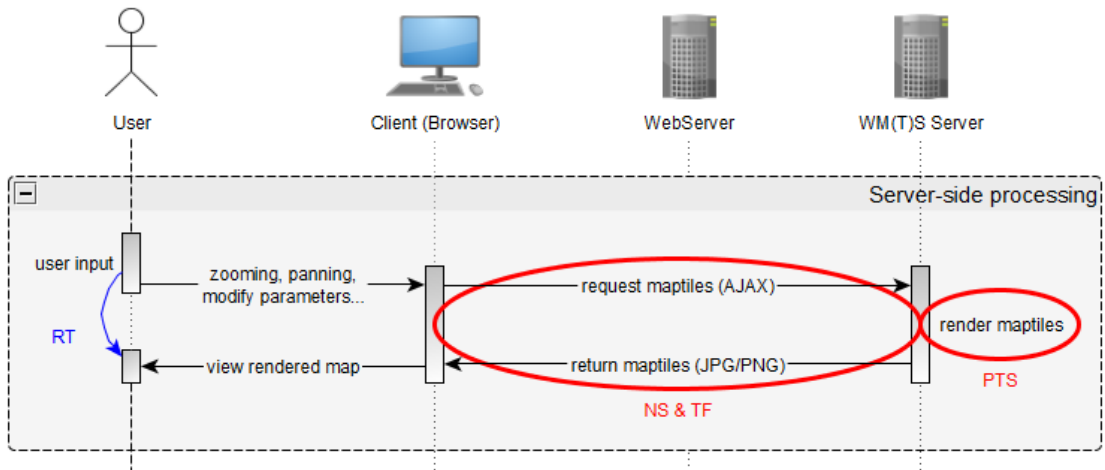 User
Client (Browser)
WebServer
WM(T)S Server
Server-side processing
user input
zooming, panning,
modify parameters...
request maptiles (AJAX)
render maptiles
RT
view rendered map
return maptiles (JPG/PNG)
PTS
NS & TF